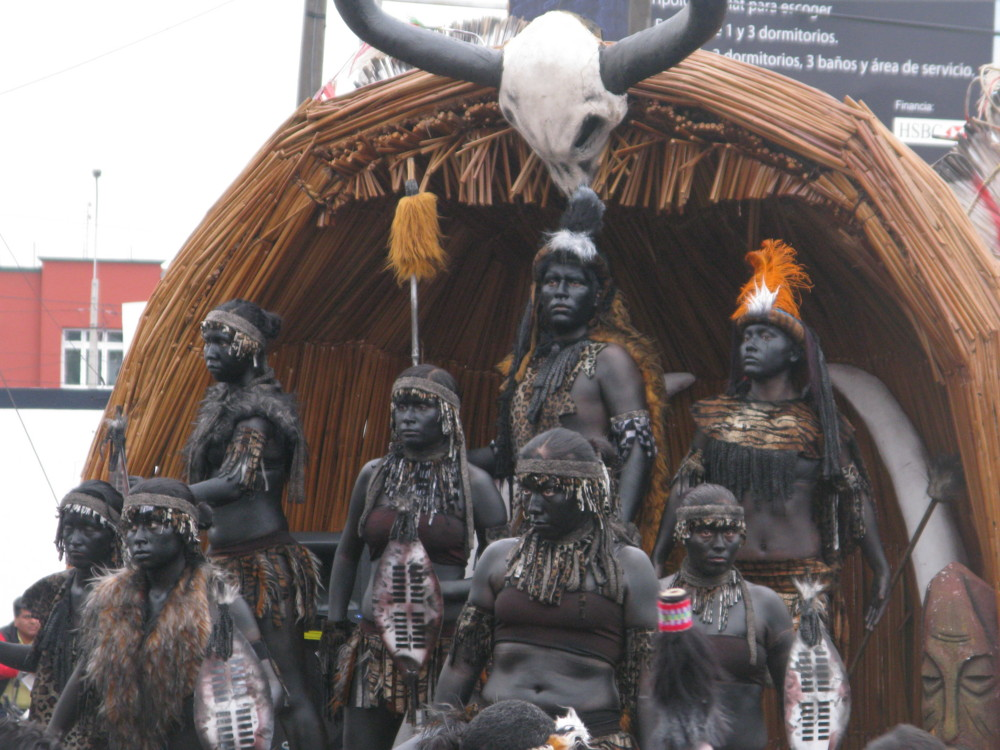 para escoger
1 y 3 dormitorios.
dormitorios, 3 baños y área de servicio.
Financia:
HSBC